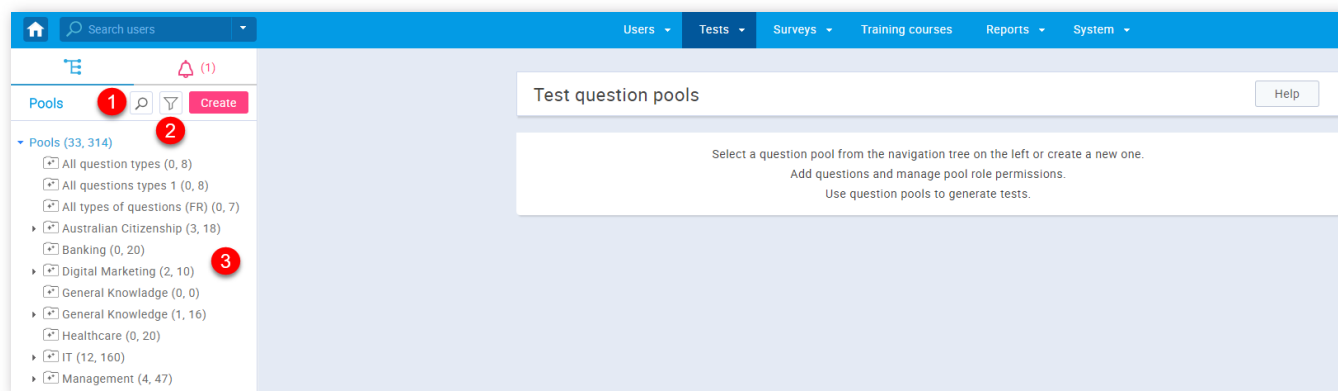 Search users
Users Tests Surveys Training courses Reports System
(1)
Pools 1 Create
2
Test question pools Help
Pools (33, 314)
All question types (0, 8)
All questions types 1 (0, 8)
All types of questions (FR) (0, 7)
Australian Citizenship (3, 18)
Banking (0, 20)
3
Digital Marketing (2, 10)
General Knowladge (0, 0)
General Knowledge (1, 16)
Healthcare (0, 20)
IT (12, 160)
Management (4, 47)
Select a question pool from the navigation tree on the left or create a new one.
Add questions and manage pool role permissions.
Use question pools to generate tests.